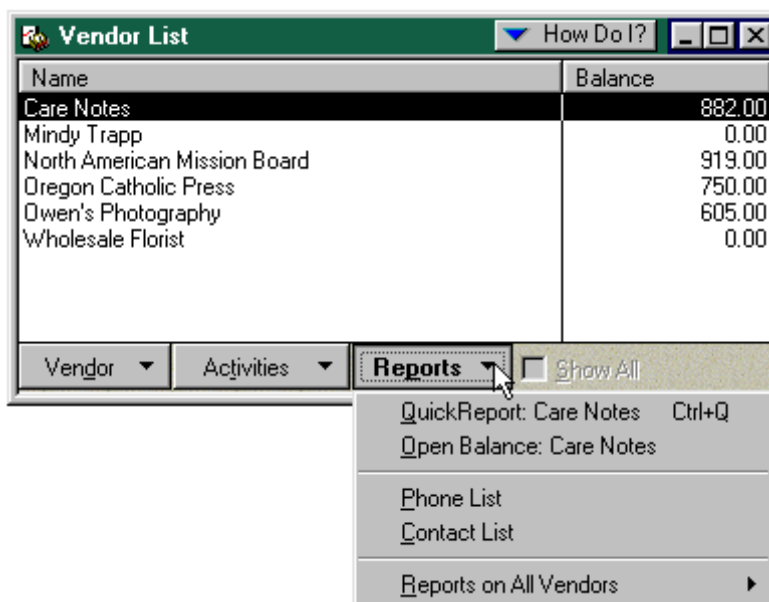 Vendor List How Do I?
Name Balance
Care Notes 882.00
Mindy Trapp 0.00
North American Mission Board 919.00
Oregon Catholic Press 750.00
Owen's Photography 605.00
Wholesale Florist 0.00
Vendor Activities Reports Show All
QuickReport: Care Notes Ctrl+Q
Open Balance: Care Notes
Phone List
Contact List
Reports on All Vendors